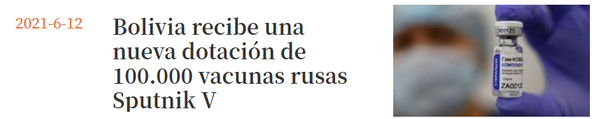 2021-6-12
Bolivia recibe una
nueva dotación de
100.000 vacunas rusas
Sputnik V